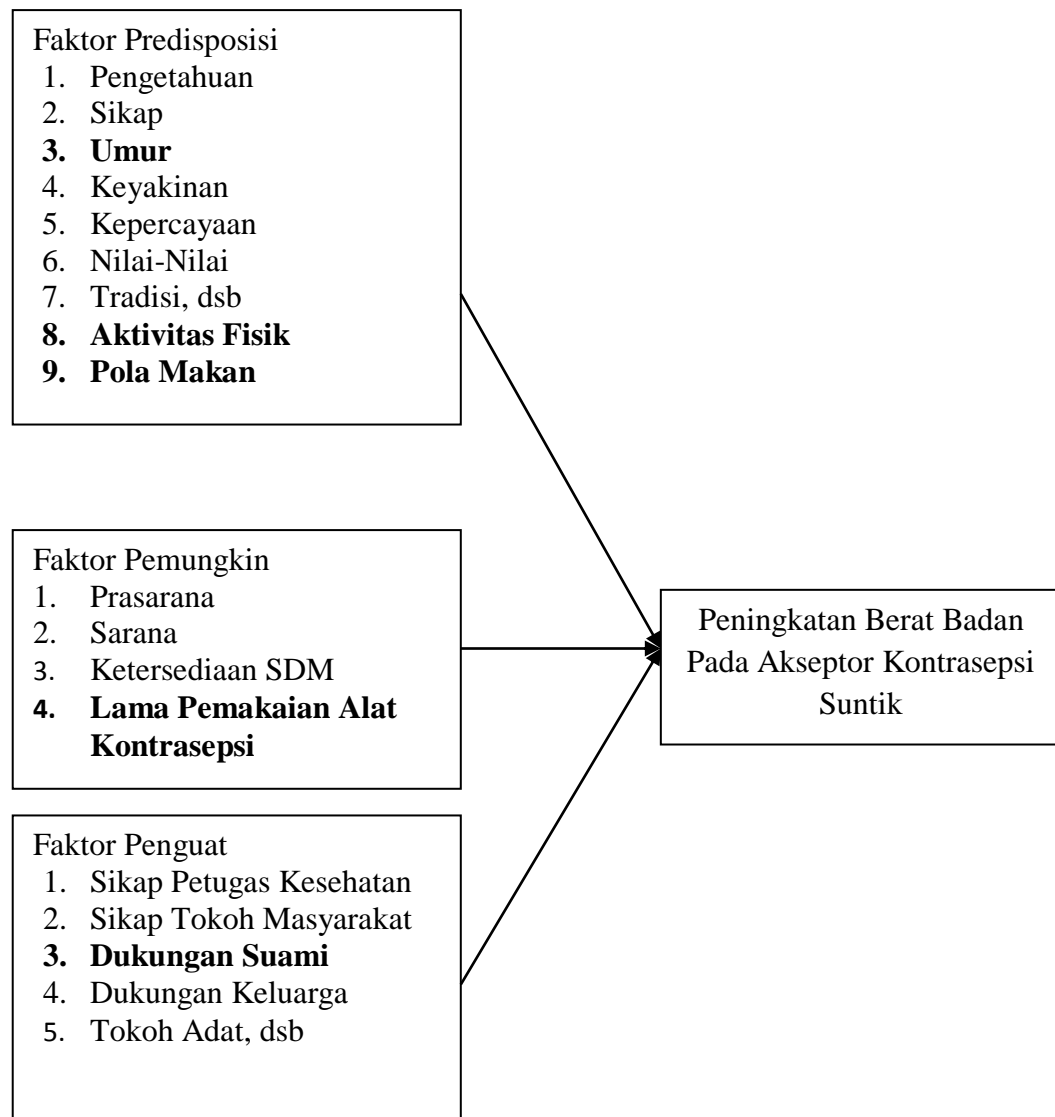 Faktor Predisposisi
1. Pengetahuan
2. Sikap
3. Umur
4. Keyakinan
5. Kepercayaan
6. Nilai-Nilai
7. Tradisi, dsb
8. Aktivitas Fisik
9. Pola Makan
Faktor Pemungkin
1. Prasarana
2. Sarana
3. Ketersediaan SDM
4. Lama Pemakaian Alat
Kontrasepsi
Faktor Penguat
1. Sikap Petugas Kesehatan
2. Sikap Tokoh Masyarakat
3. Dukungan Suami
4. Dukungan Keluarga
5. Tokoh Adat, dsb
Peningkatan Berat Badan
Pada Akseptor Kontrasepsi
Suntik